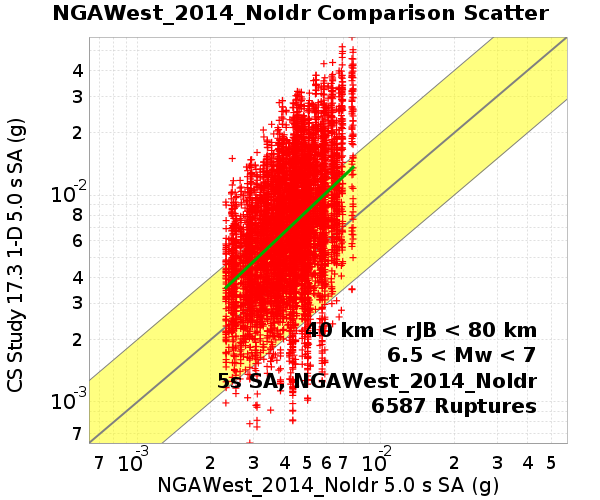 NGAWest_2014_NoIdr Comparison Scatter
CS Study 17.3 1-D 5.0 s SA (g)
4
3
2
10-2
8
6
4
3
2
10-3
7
40 km < rJB < 80 km
6.5 < Mw < 7
5s SA, NGAWest_2014_NoIdr
6587 Ruptures
7 10-3 2 3 4 5 6 7 10-2 2 3 4 5
NGAWest_2014_NoIdr 5.0 s SA (g)